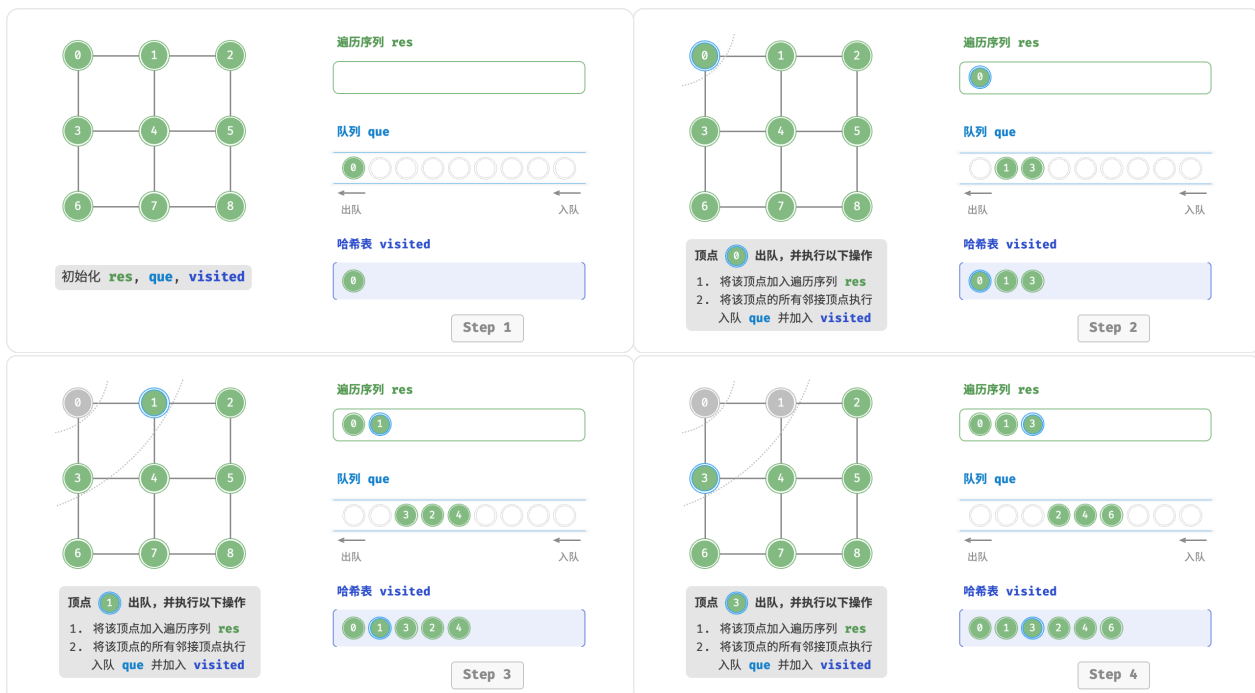 0 1 2
3 4 5
6 7 8
初始化 res, que, visited
遍历序列 res
队列 que
0
出队 入队
哈希表 visited
0
Step 1
0 1 2
3 4 5
6 7 8
顶点 0 出队，并执行以下操作
1. 将该顶点加入遍历序列 res
2. 将该顶点的所有邻接顶点执行
入队 que 并加入 visited
遍历序列 res
0
队列 que
1 3
出队 入队
哈希表 visited
0 1 3
Step 2
0 1 2
3 4 5
6 7 8
顶点 1 出队，并执行以下操作
1. 将该顶点加入遍历序列 res
2. 将该顶点的所有邻接顶点执行
入队 que 并加入 visited
遍历序列 res
0 1
队列 que
3 2 4
出队 入队
哈希表 visited
0 1 3 2 4
Step 3
0 1 2
3 4 5
6 7 8
顶点 3 出队，并执行以下操作
1. 将该顶点加入遍历序列 res
2. 将该顶点的所有邻接顶点执行
入队 que 并加入 visited
遍历序列 res
0 1 3
队列 que
2 4 6
出队 入队
哈希表 visited
0 1 3 2 4 6
Step 4